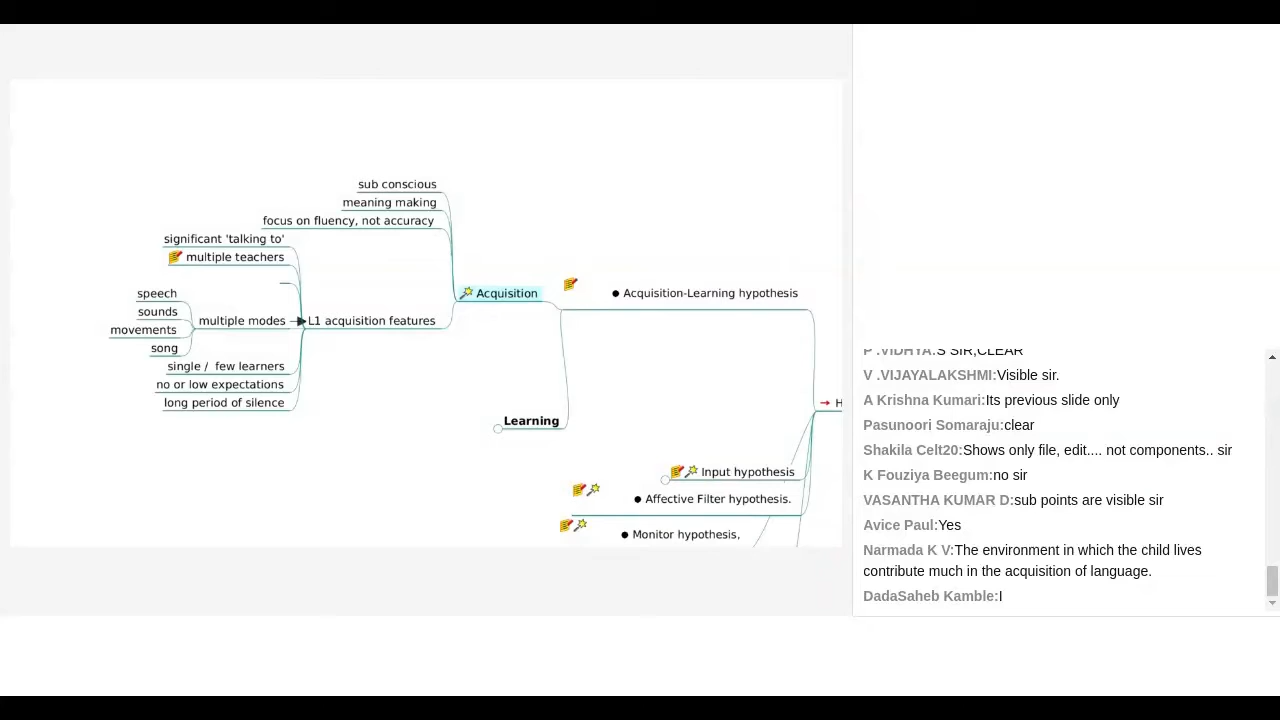 sub conscious
meaning making
focus on fluency, not accuracy
significant 'talking to'
multiple teachers
speech
sounds
movements
song
multiple modes
L1 acquisition features
single / few learners
no or low expectations
long period of silence
Acquisition
Acquisition-Learning hypothesis
Learning
H
Input hypothesis
Affective Filter hypothesis.
Monitor hypothesis,
P .VIDHYA:S SIR,CLEAR
V .VIJAYALAKSHMI:Visible sir.
A Krishna Kumari:Its previous slide only
Pasunoori Somaraju:clear
Shakila Celt20:Shows only file, edit.... not components.. sir
K Fouziya Beegum:no sir
VASANTHA KUMAR D:sub points are visible sir
Avice Paul:Yes
Narmada K V:The environment in which the child lives
contribute much in the acquisition of language.
DadaSaheb Kamble:I